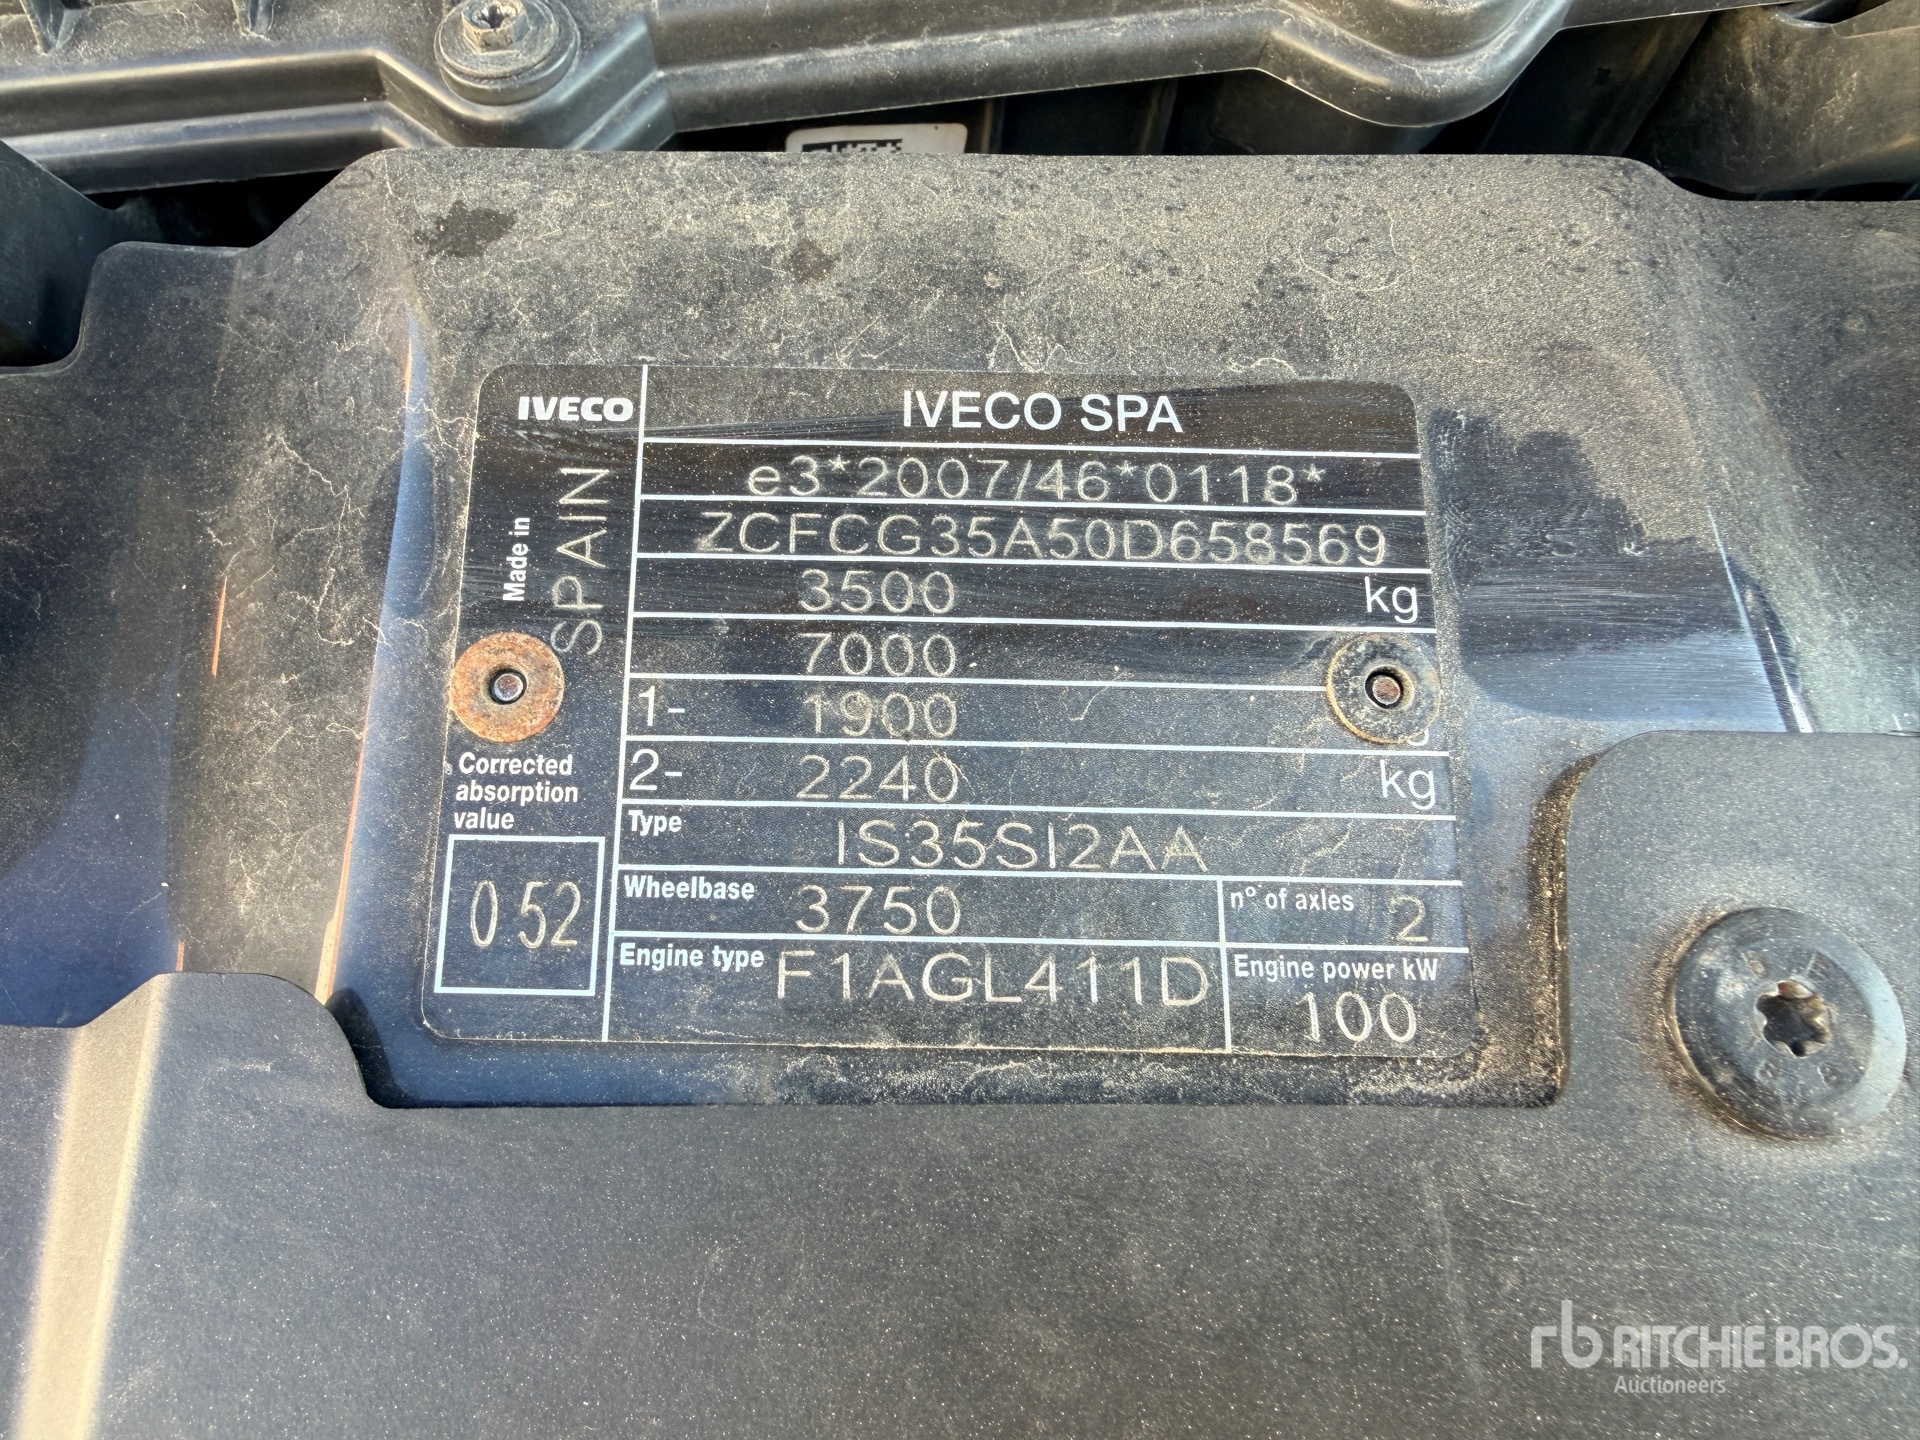 IVECO
IVECO SPA
e3*2007/46*0118*
ZCFCG35A50D658569
3500 kg
7000
1- 1900
2- 2240 kg
Type IS35SI2AA
Wheelbase 3750
n° of axles 2
Engine type F1AGL411D
Engine power kW
100
Made in
SPAIN
Corrected
absorption
value
0.52
rb RITCHIE BROS.
Auctioneers